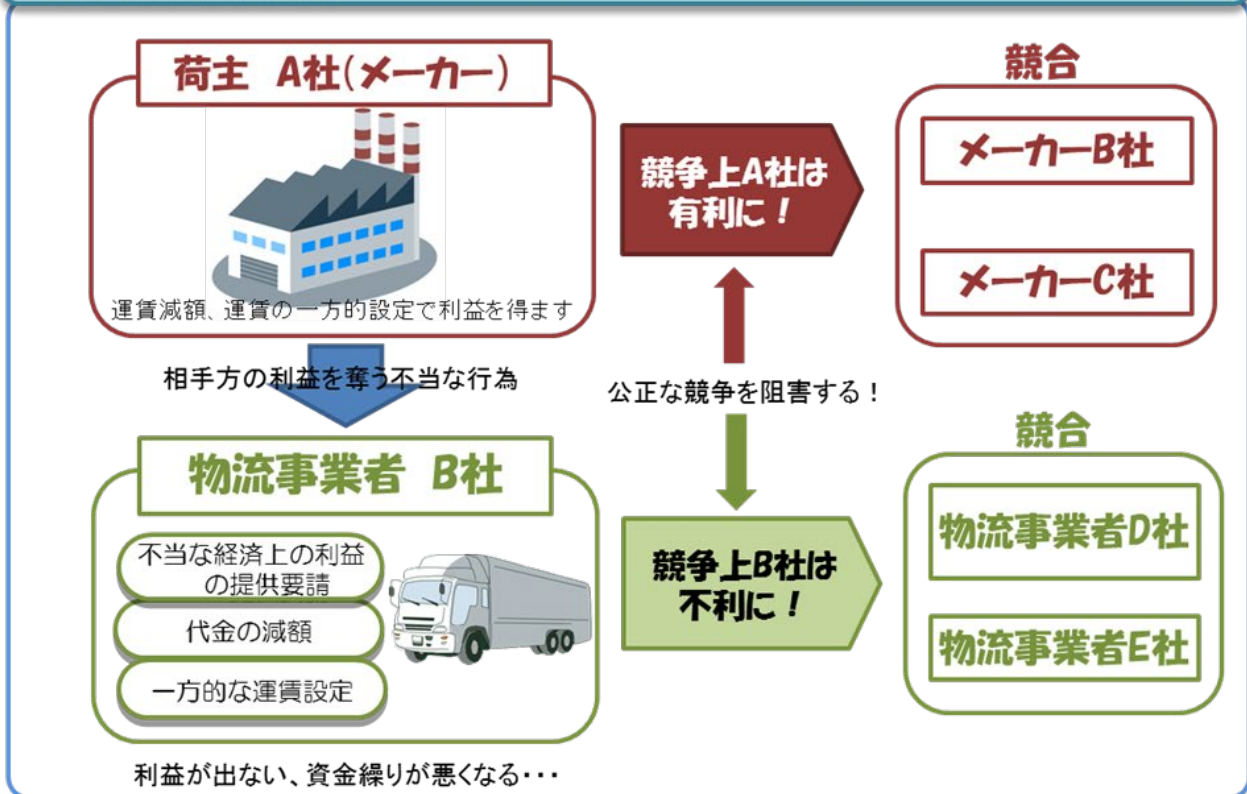 荷主 A社(メーカー)
運賃減額、運賃の一方的設定で利益を得ます
競争上A社は
有利に！
競合
メーカーB社
メーカーC社
相手方の利益を奪う不当な行為
公正な競争を阻害する！
物流事業者 B社
不当な経済上の利益
の提供要請
代金の減額
一方的な運賃設定
利益が出ない、資金繰りが悪くなる･･･
競争上B社は
不利に！
競合
物流事業者D社
物流事業者E社